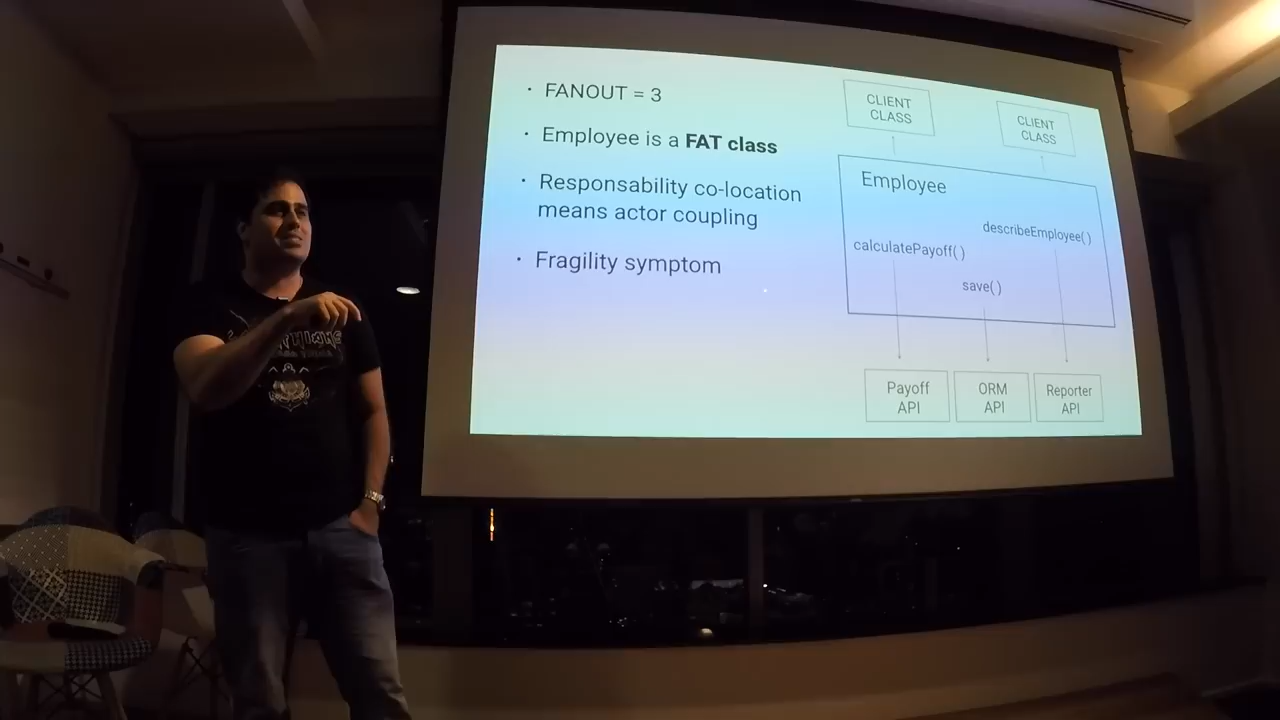 · FANOUT = 3
· Employee is a FAT class
· Responsability co-location
means actor coupling
· Fragility symptom
CLIENT
CLASS
CLIENT
CLASS
Employee
describeEmployee()
calculatePayoff()
save()
Payoff
API
ORM
API
Reporter
API